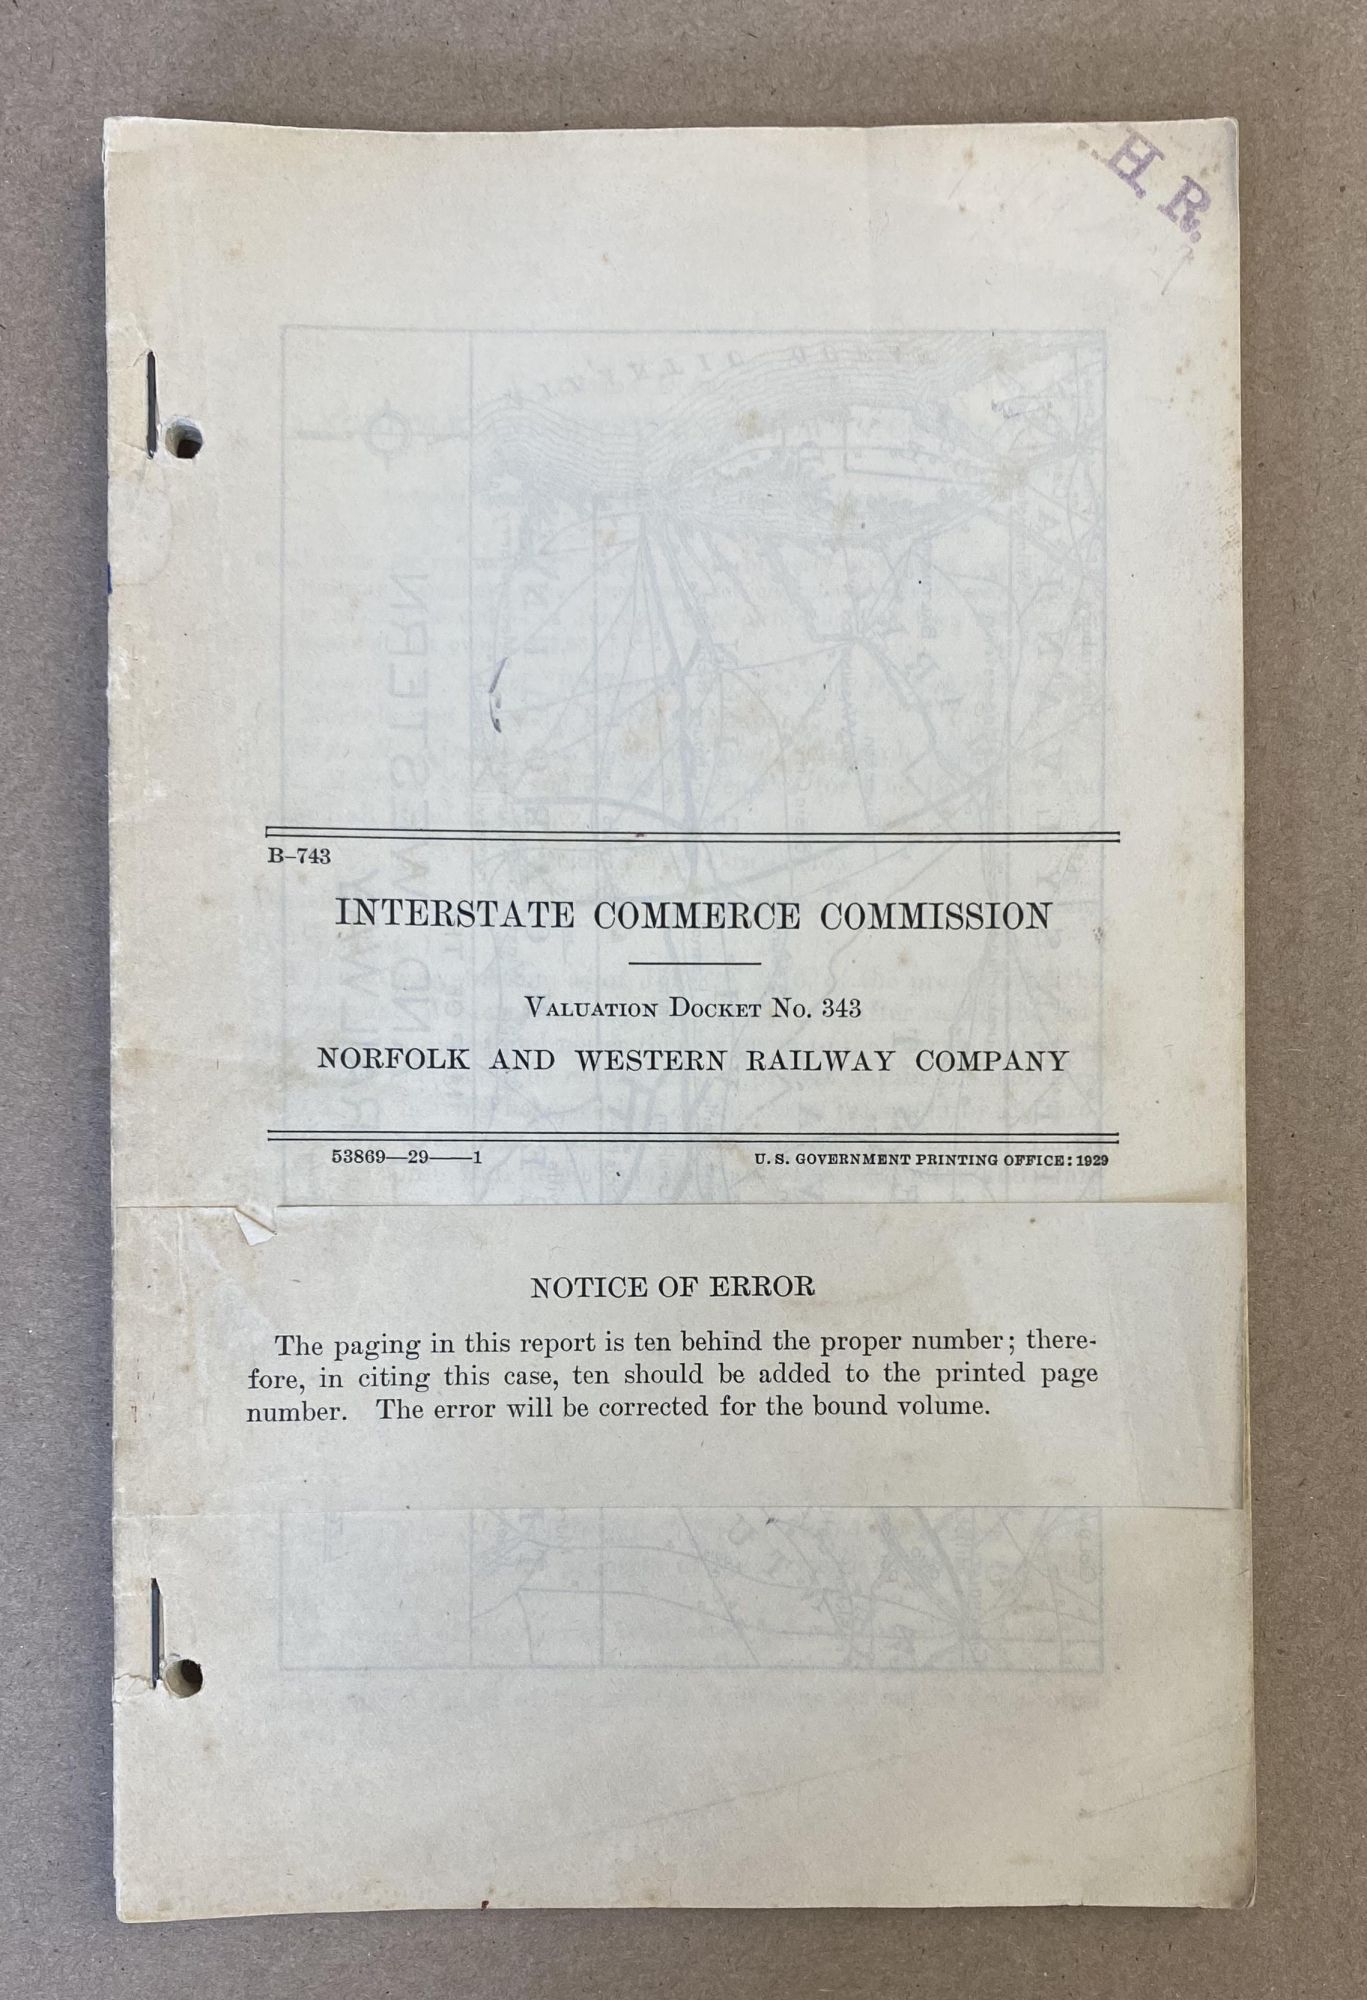 H. R.
B–743
INTERSTATE COMMERCE COMMISSION
VALUATION DOCKET NO. 343
NORFOLK AND WESTERN RAILWAY COMPANY
53869—29——1 U. S. GOVERNMENT PRINTING OFFICE: 1929
NOTICE OF ERROR
The paging in this report is ten behind the proper number; there-
fore, in citing this case, ten should be added to the printed page
number. The error will be corrected for the bound volume.